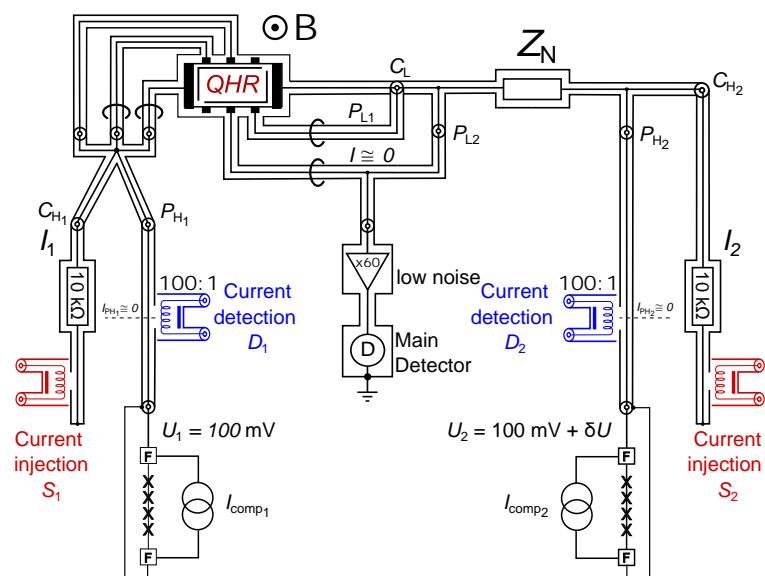 B
QHR
C_L
Z_N
C_H2
P_L1
P_L2
P_H2
I ≅ 0
C_H1
P_H1
I_1
I_2
x60
low noise
10 kΩ
100:1
I_PH1 ≅ 0
Current
detection
D_1
100:1
I_PH2 ≅ 0
Current
detection
D_2
10 kΩ
D
Main
Detector
Current
injection
S_1
U_1 = 100 mV
U_2 = 100 mV + δU
Current
injection
S_2
F
F
I_comp1
I_comp2
F
F